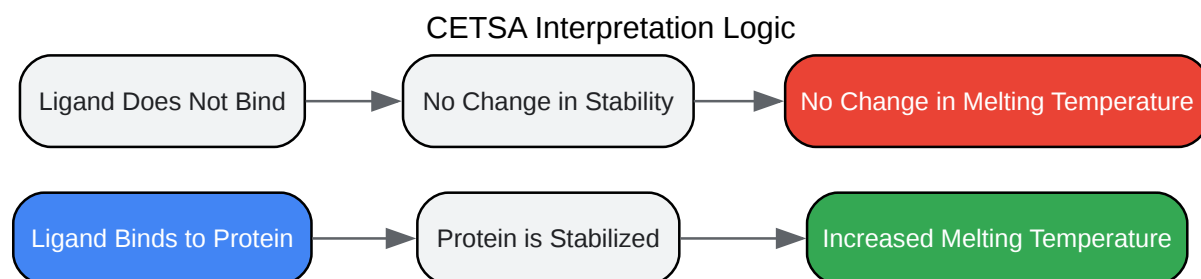 CETSA Interpretation Logic
Ligand Does Not Bind
No Change in Stability
No Change in Melting Temperature
Ligand Binds to Protein
Protein is Stabilized
Increased Melting Temperature